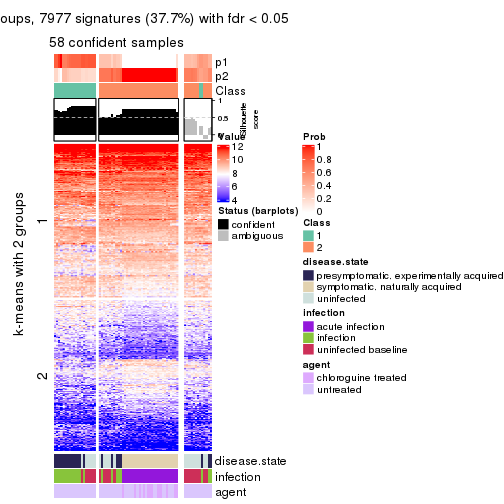 oups, 7977 signatures (37.7%) with fdr < 0.05
58 confident samples
p1
p2
Class
1
0.5
0
Silhouette
score
k-means with 2 groups
1
2
Value
12
10
8
6
4
Status (barplots)
confident
ambiguous
Prob
1
0.8
0.6
0.4
0.2
0
Class
1
2
disease.state
presymptomatic. experimentally acquired
symptomatic. naturally acquired
uninfected
infection
acute infection
infection
uninfected baseline
agent
chloroguine treated
untreated
disease.state
infection
agent